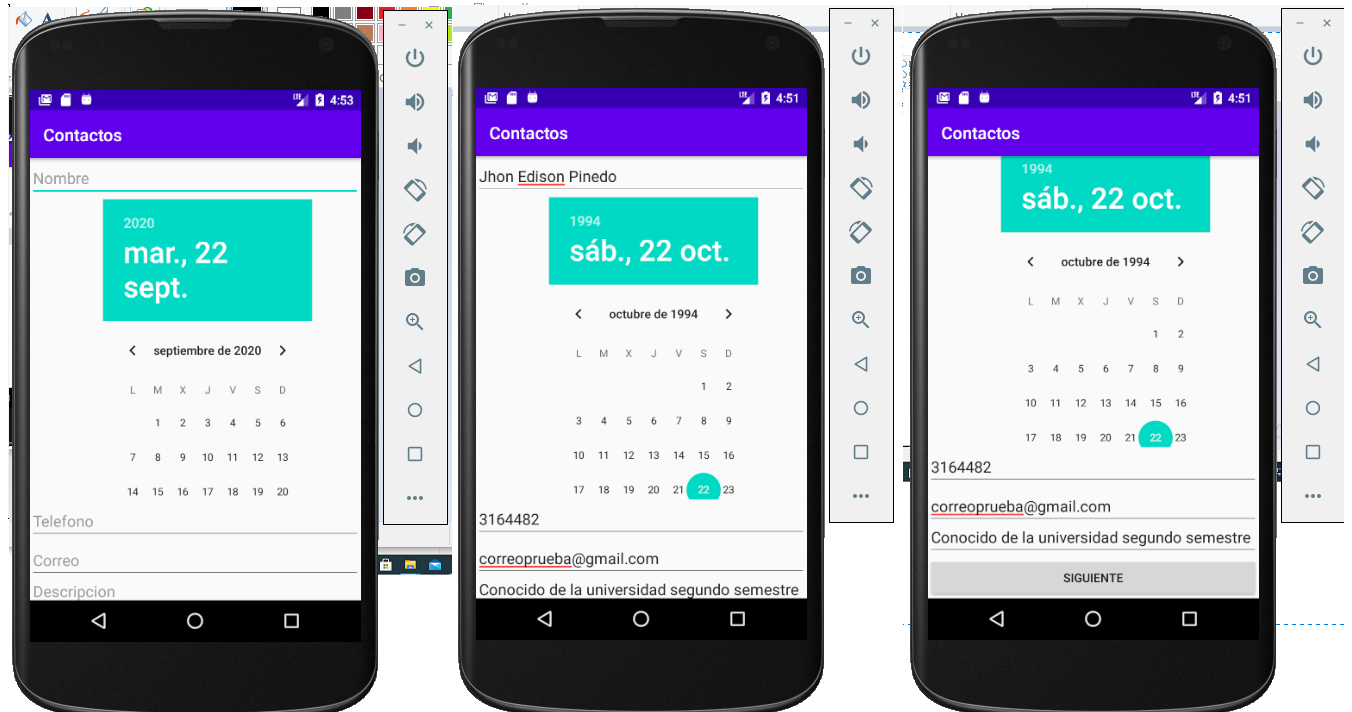 LTE 4:53
Contactos
Nombre
2020
mar., 22
sept.
septiembre de 2020
L M X J V S D
1 2 3 4 5 6
7 8 9 10 11 12 13
14 15 16 17 18 19 20
Telefono
Correo
Descripcion
LTE 4:51
Contactos
Jhon Edison Pinedo
1994
sáb., 22 oct.
octubre de 1994
L M X J V S D
1 2
3 4 5 6 7 8 9
10 11 12 13 14 15 16
17 18 19 20 21 22 23
3164482
correoprueba@gmail.com
Conocido de la universidad segundo semestre
LTE 4:51
Contactos
1994
sáb., 22 oct.
octubre de 1994
L M X J V S D
1 2
3 4 5 6 7 8 9
10 11 12 13 14 15 16
17 18 19 20 21 22 23
3164482
correoprueba@gmail.com
Conocido de la universidad segundo semestre
SIGUIENTE